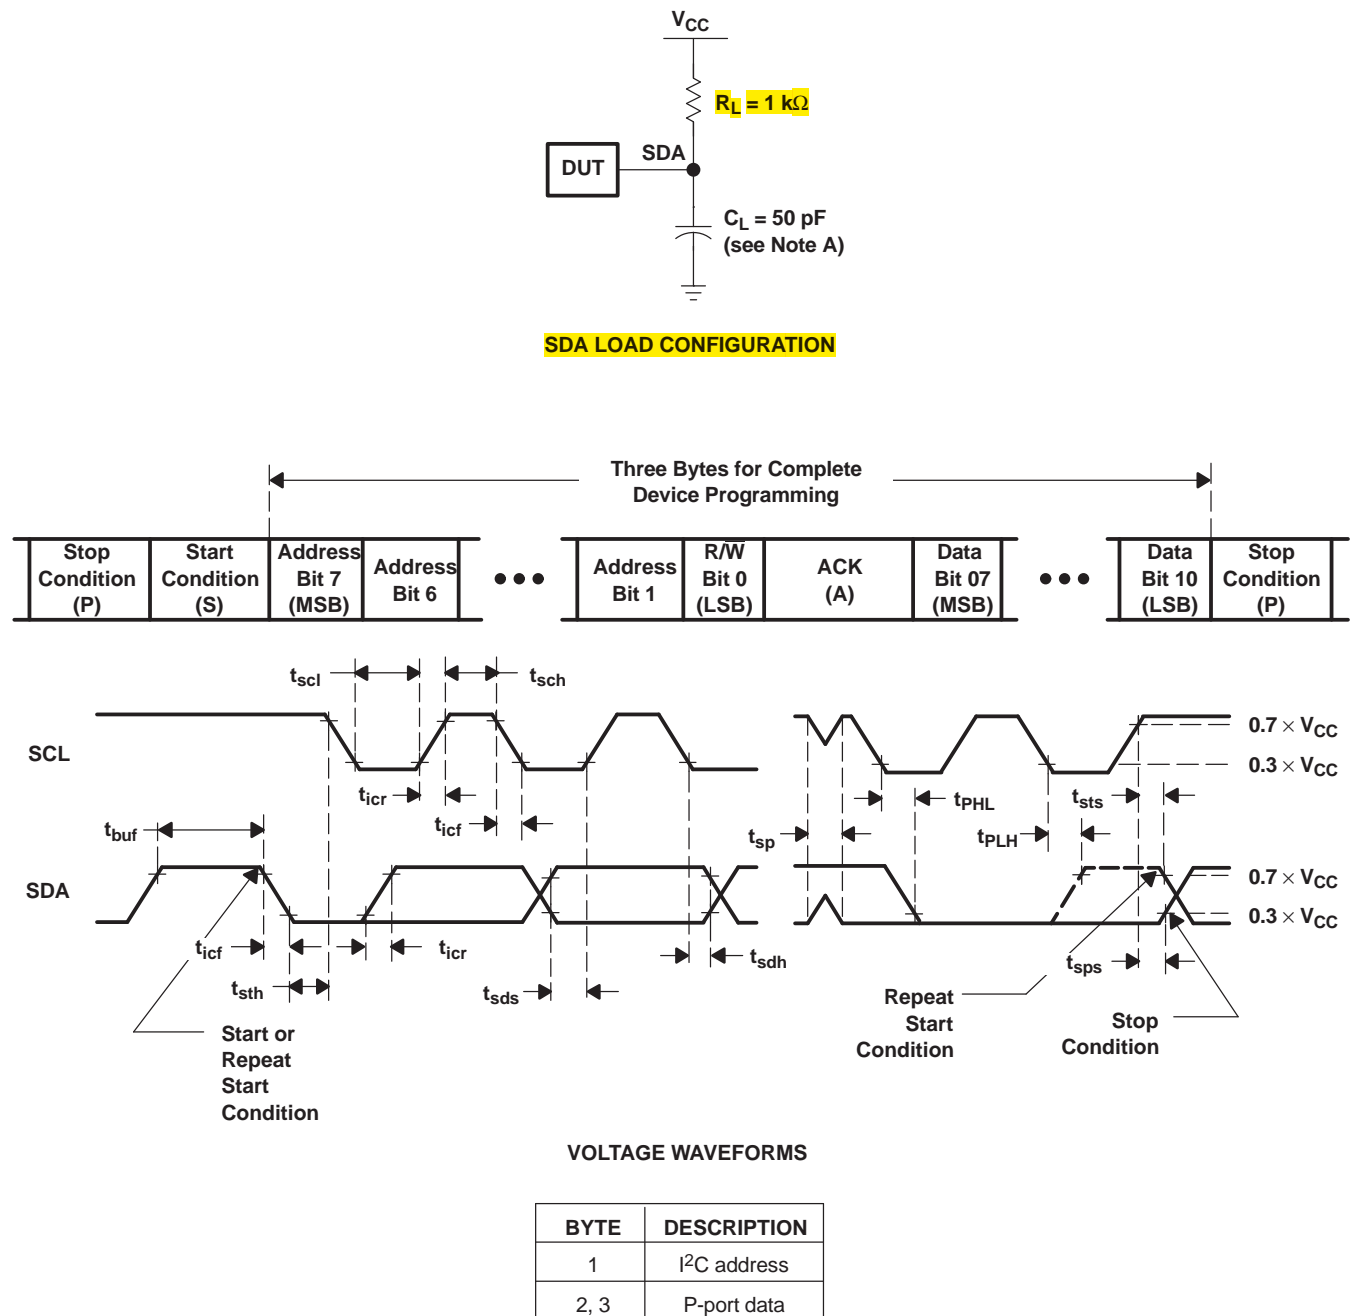 VCC
RL = 1 kΩ
SDA
DUT
CL = 50 pF
(see Note A)
SDA LOAD CONFIGURATION
Three Bytes for Complete
Device Programming
Stop
Condition
(P)
Start
Condition
(S)
Address
Bit 7
(MSB)
Address
Bit 6
•••
Address
Bit 1
R/W̅
Bit 0
(LSB)
ACK
(A)
Data
Bit 07
(MSB)
•••
Data
Bit 10
(LSB)
Stop
Condition
(P)
tscl
tsch
0.7 × VCC
SCL
0.3 × VCC
ticr
tPHL
tsts
tbuf
ticf
tsp
tPLH
SDA
0.7 × VCC
0.3 × VCC
ticf
ticr
tsdh
tsth
tsds
tsps
Start or
Repeat
Start
Condition
Repeat
Start
Condition
Stop
Condition
VOLTAGE WAVEFORMS
BYTE DESCRIPTION
1 I2C address
2, 3 P-port data